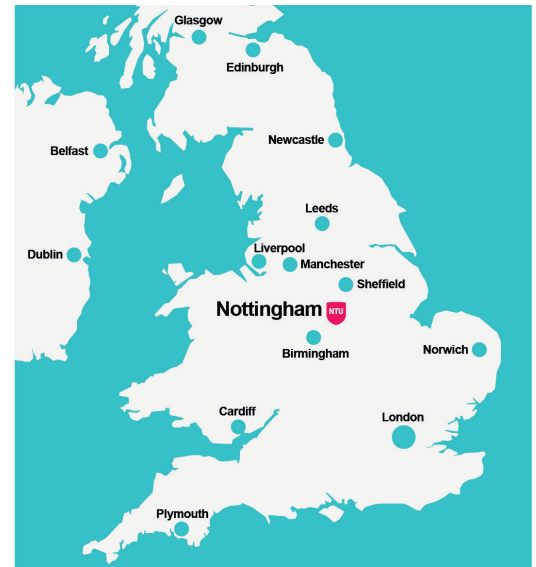 Glasgow
Edinburgh
Newcastle
Belfast
Leeds
Dublin
Liverpool
Manchester
Sheffield
Nottingham NTU
Birmingham
Norwich
Cardiff
London
Plymouth